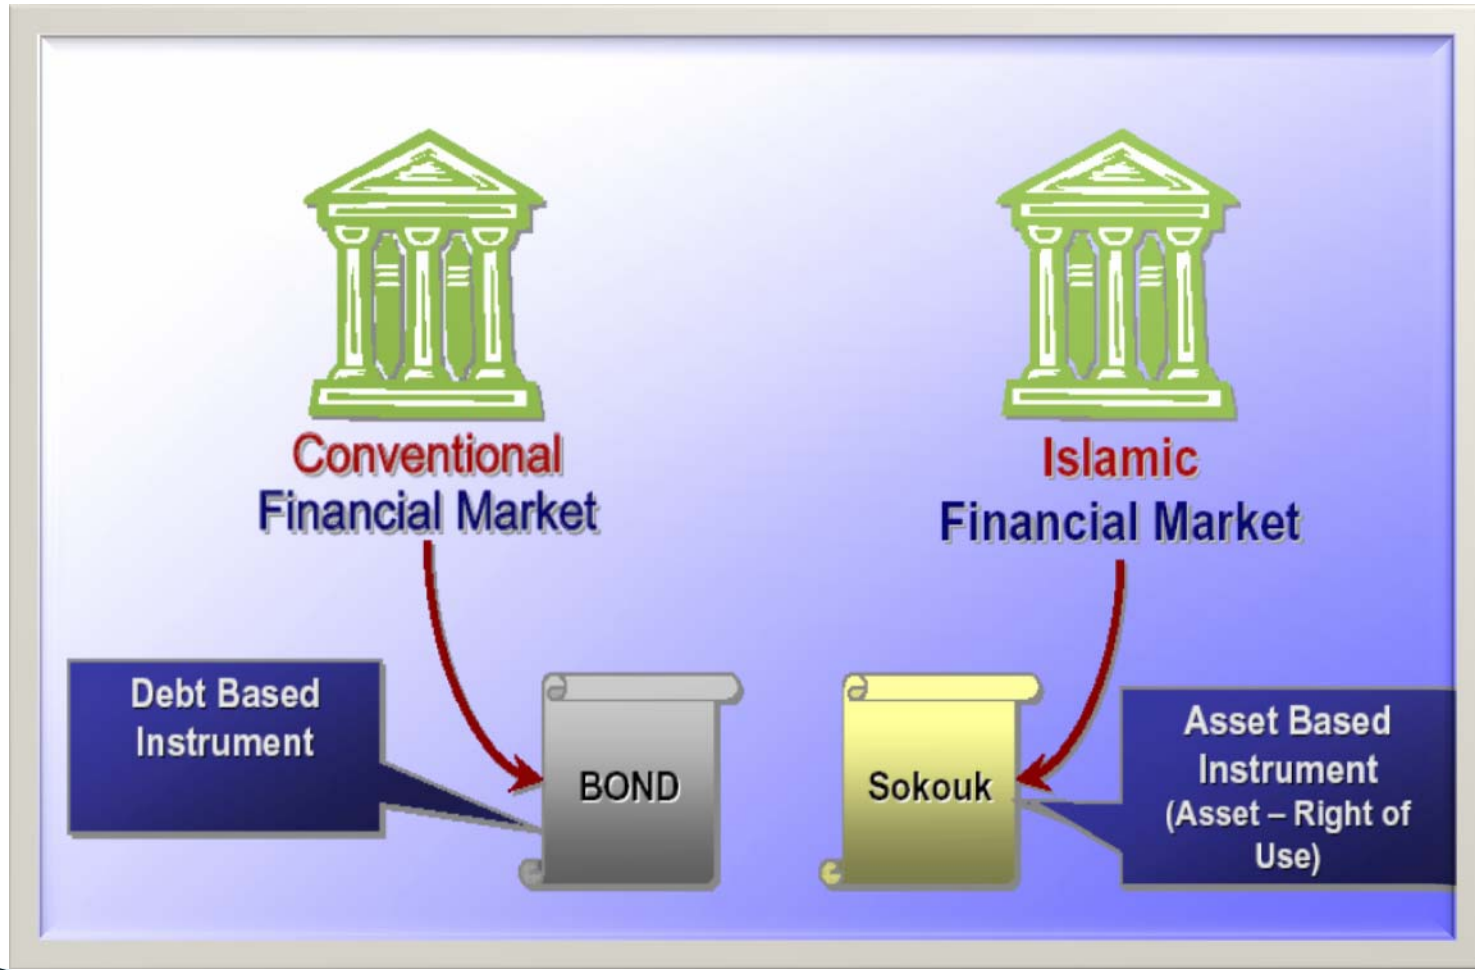 Conventional
Financial Market
Islamic
Financial Market
Debt Based
Instrument
BOND
Sokouk
Asset Based
Instrument
(Asset – Right of
Use)